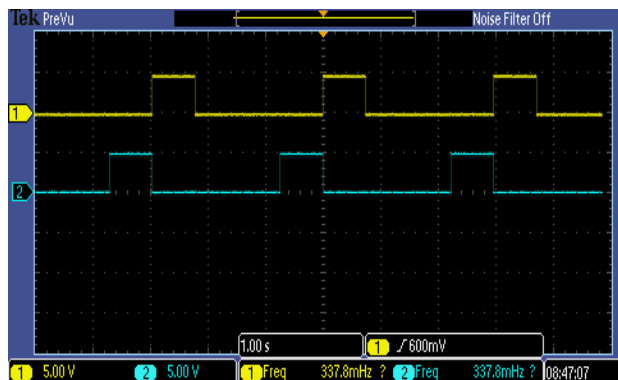 Tek PreVu Noise Filter Off
1
2
1.00 s 1 600mV
1 5.00 V 2 5.00 V 1 Freq 337.8mHz ? 2 Freq 337.8mHz ? 08:47:07